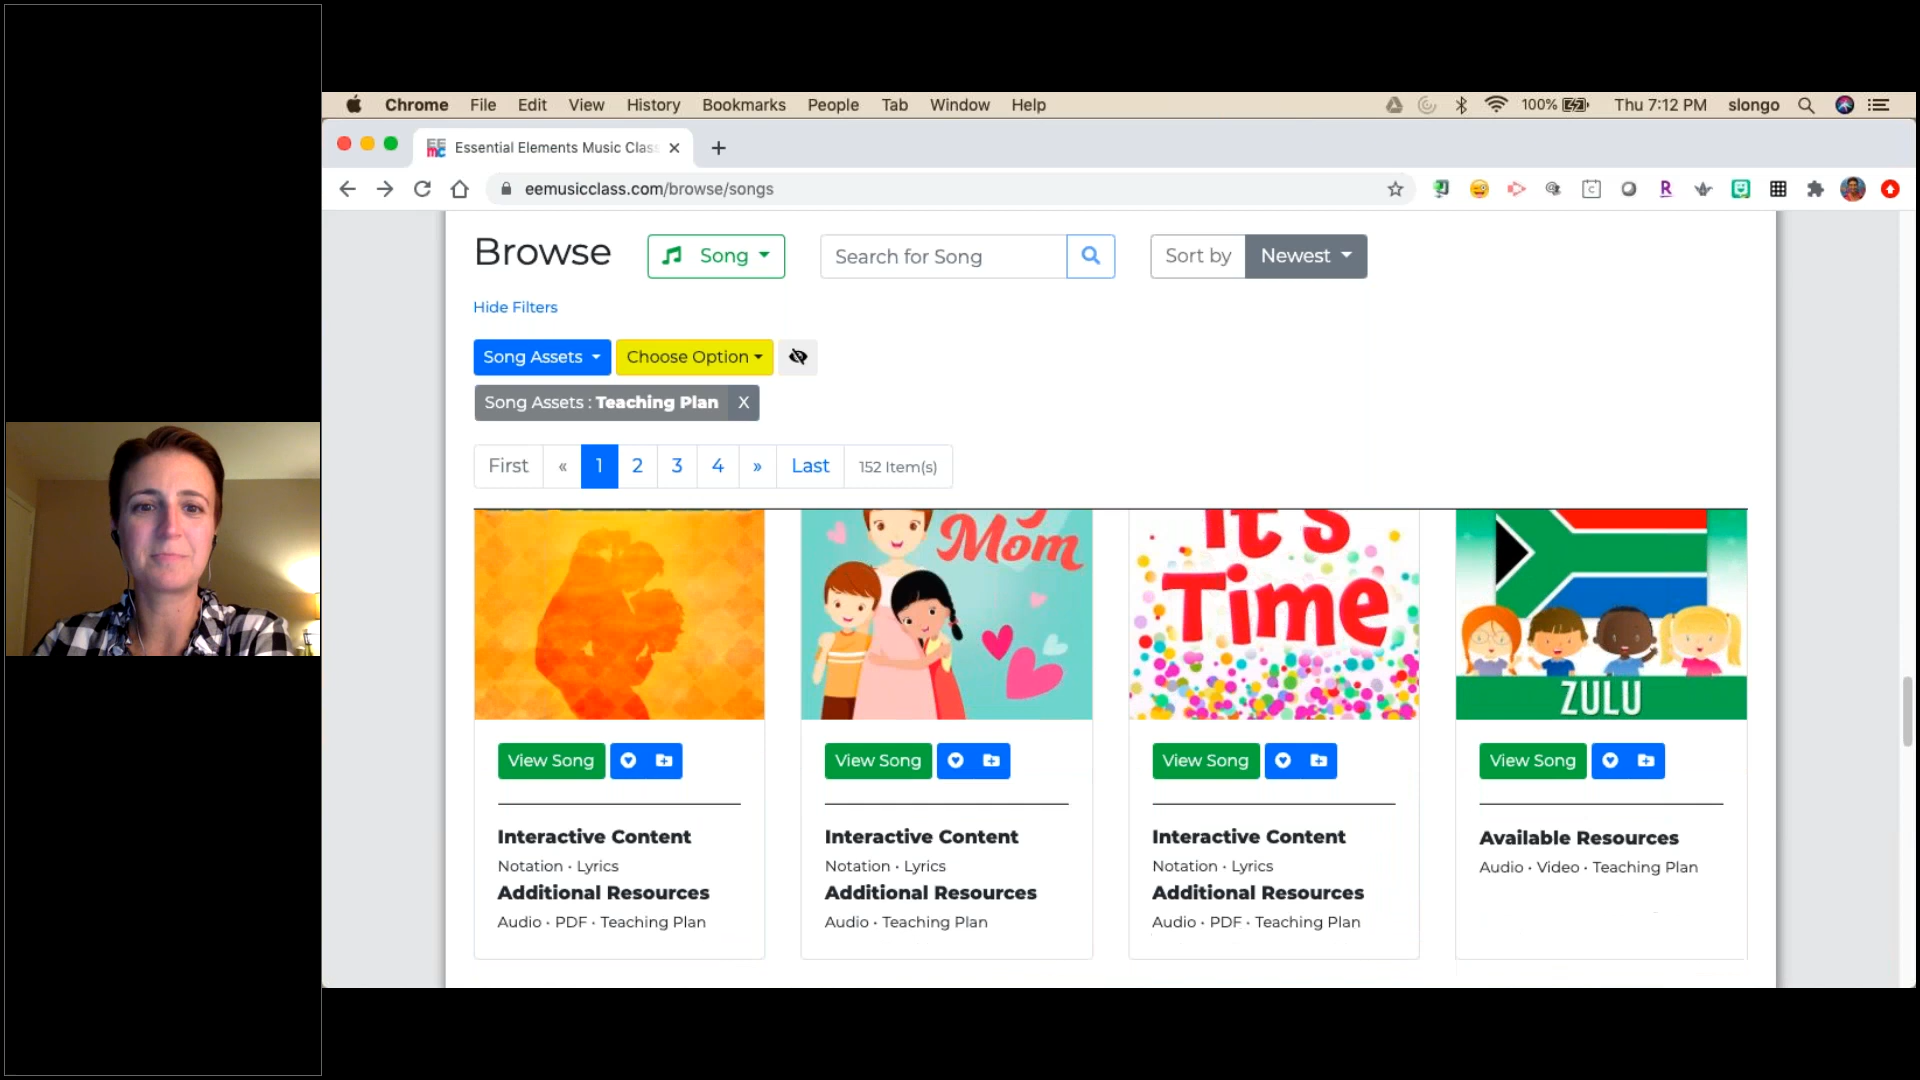 Chrome File Edit View History Bookmarks People Tab Window Help 100% Thu 7:12 PM slongo
Essential Elements Music Clas
eemusicclass.com/browse/songs
Browse Song Search for Song Sort by Newest
Hide Filters
Song Assets Choose Option
Song Assets : Teaching Plan X
First « 1 2 3 4 » Last 152 Item(s)
Mom
It's
Time
ZULU
View Song View Song View Song View Song
Interactive Content Interactive Content Interactive Content Available Resources
Notation · Lyrics Notation · Lyrics Notation · Lyrics Audio · Video · Teaching Plan
Additional Resources Additional Resources Additional Resources
Audio · PDF · Teaching Plan Audio · Teaching Plan Audio · PDF · Teaching Plan